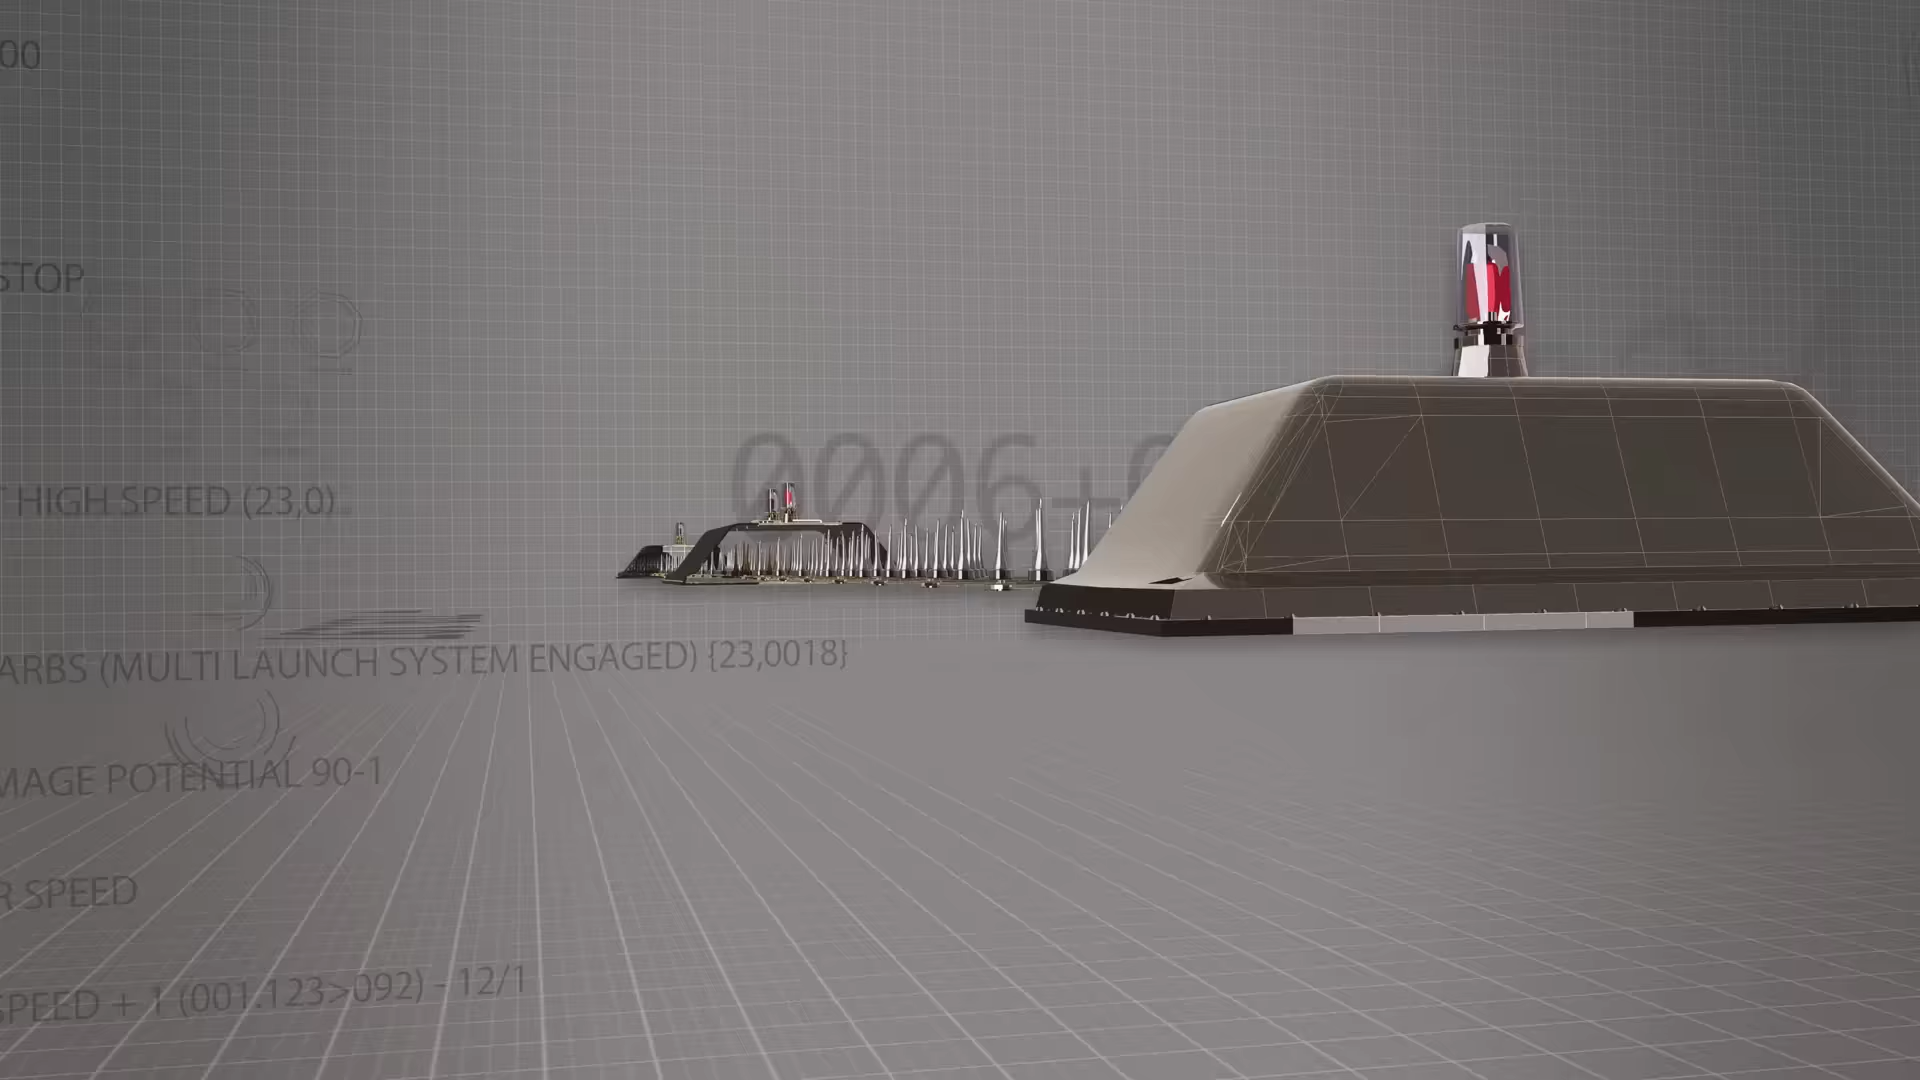 00
STOP
HIGH SPEED (23,0)
0006+
ARBS (MULTI LAUNCH SYSTEM ENGAGED) {23,0018}
MAGE POTENTIAL 90-1
R SPEED
SPEED + 1 (001.123>092) - 12/1